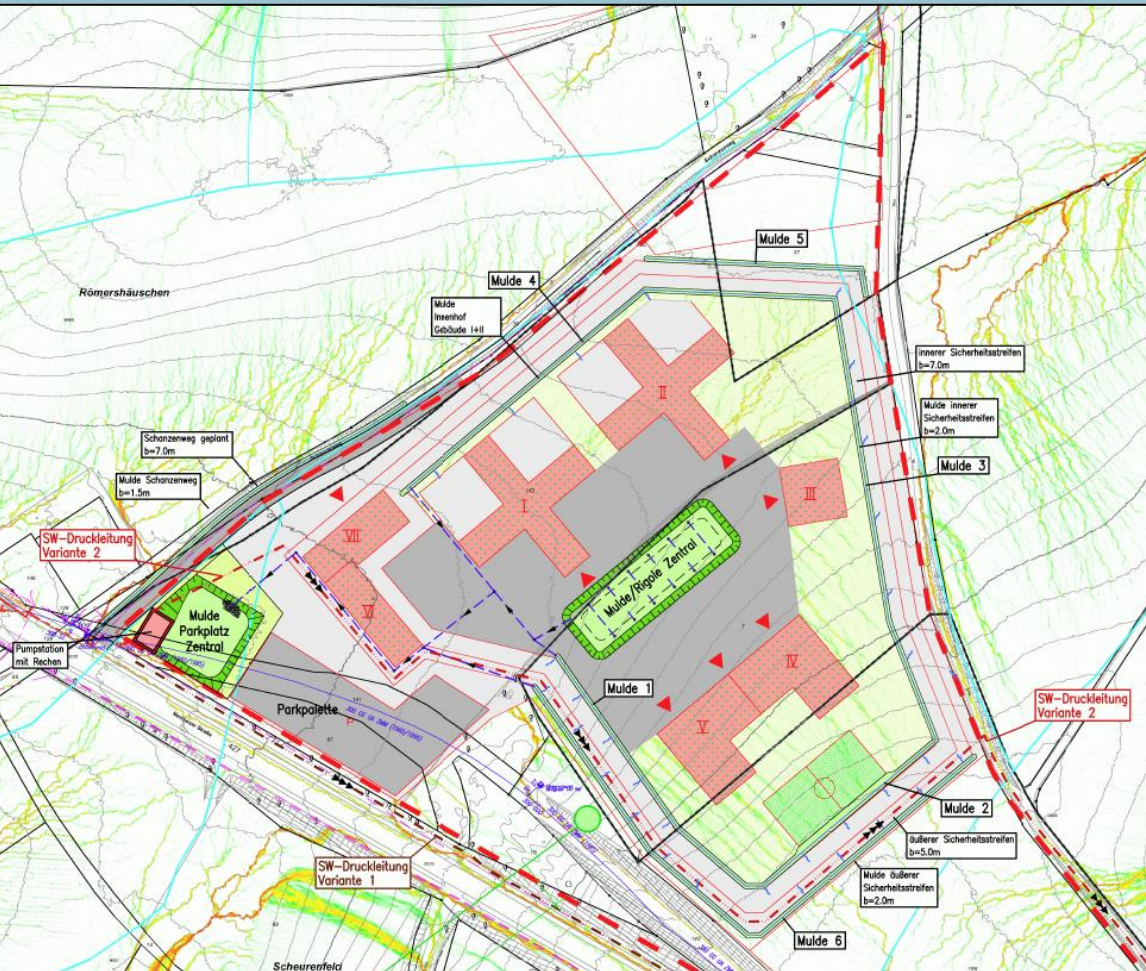 Schanzenweg
Mulde 5
Mulde 4
Römershäuschen
Mulde
Innenhof
Gebäude I+II
innerer Sicherheitsstreifen
b=7.0m
II
Mulde innerer
Sicherheitsstreifen
b=2.0m
Schanzenweg geplant
b=7.0m
Mulde 3
Mulde Schanzenweg
b=1.5m
III
I
142
VII
SW-Druckleitung
Variante 2
Mulde/Rigole Zentral
VI
Mulde
Parkplatz
Zentral
Pumpstation
mit Rechen
IV
Mulde 1
SW-Druckleitung
Variante 2
Parkpalette
P
V
427
Mulde 2
äußerer Sicherheitsstreifen
b=5.0m
SW-Druckleitung
Variante 1
Mulde äußerer
Sicherheitsstreifen
b=2.0m
Mulde 6
Scheurenfeld